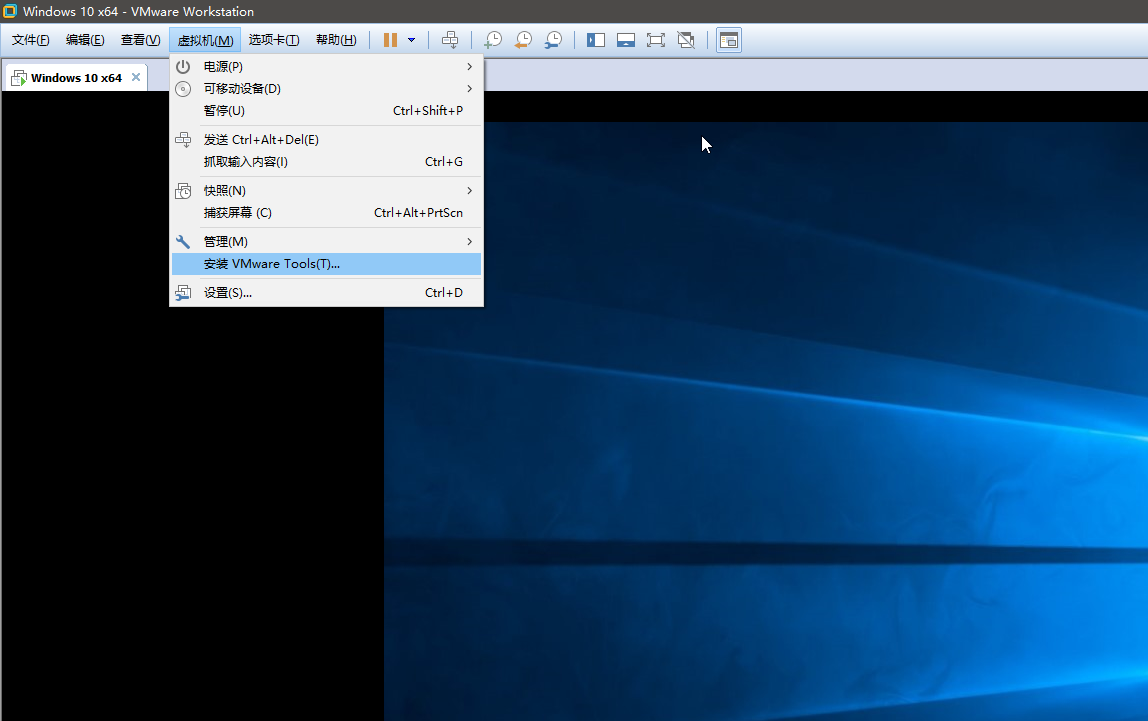 Windows 10 x64 - VMware Workstation
文件(F) 编辑(E) 查看(V) 虚拟机(M) 选项卡(T) 帮助(H)
Windows 10 x64
电源(P)
可移动设备(D)
暂停(U) Ctrl+Shift+P
发送 Ctrl+Alt+Del(E)
抓取输入内容(I) Ctrl+G
快照(N)
捕获屏幕 (C) Ctrl+Alt+PrtScn
管理(M)
安装 VMware Tools(T)...
设置(S)... Ctrl+D